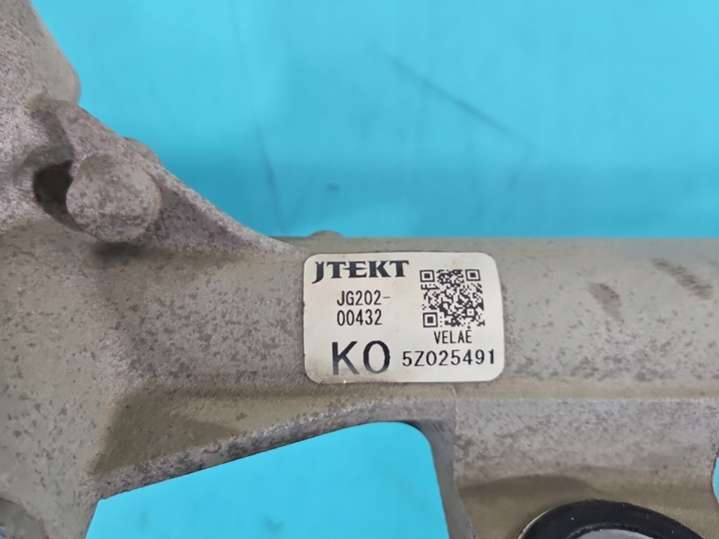 JTEKT
JG202-
00432
VELAE
KO 5Z025491